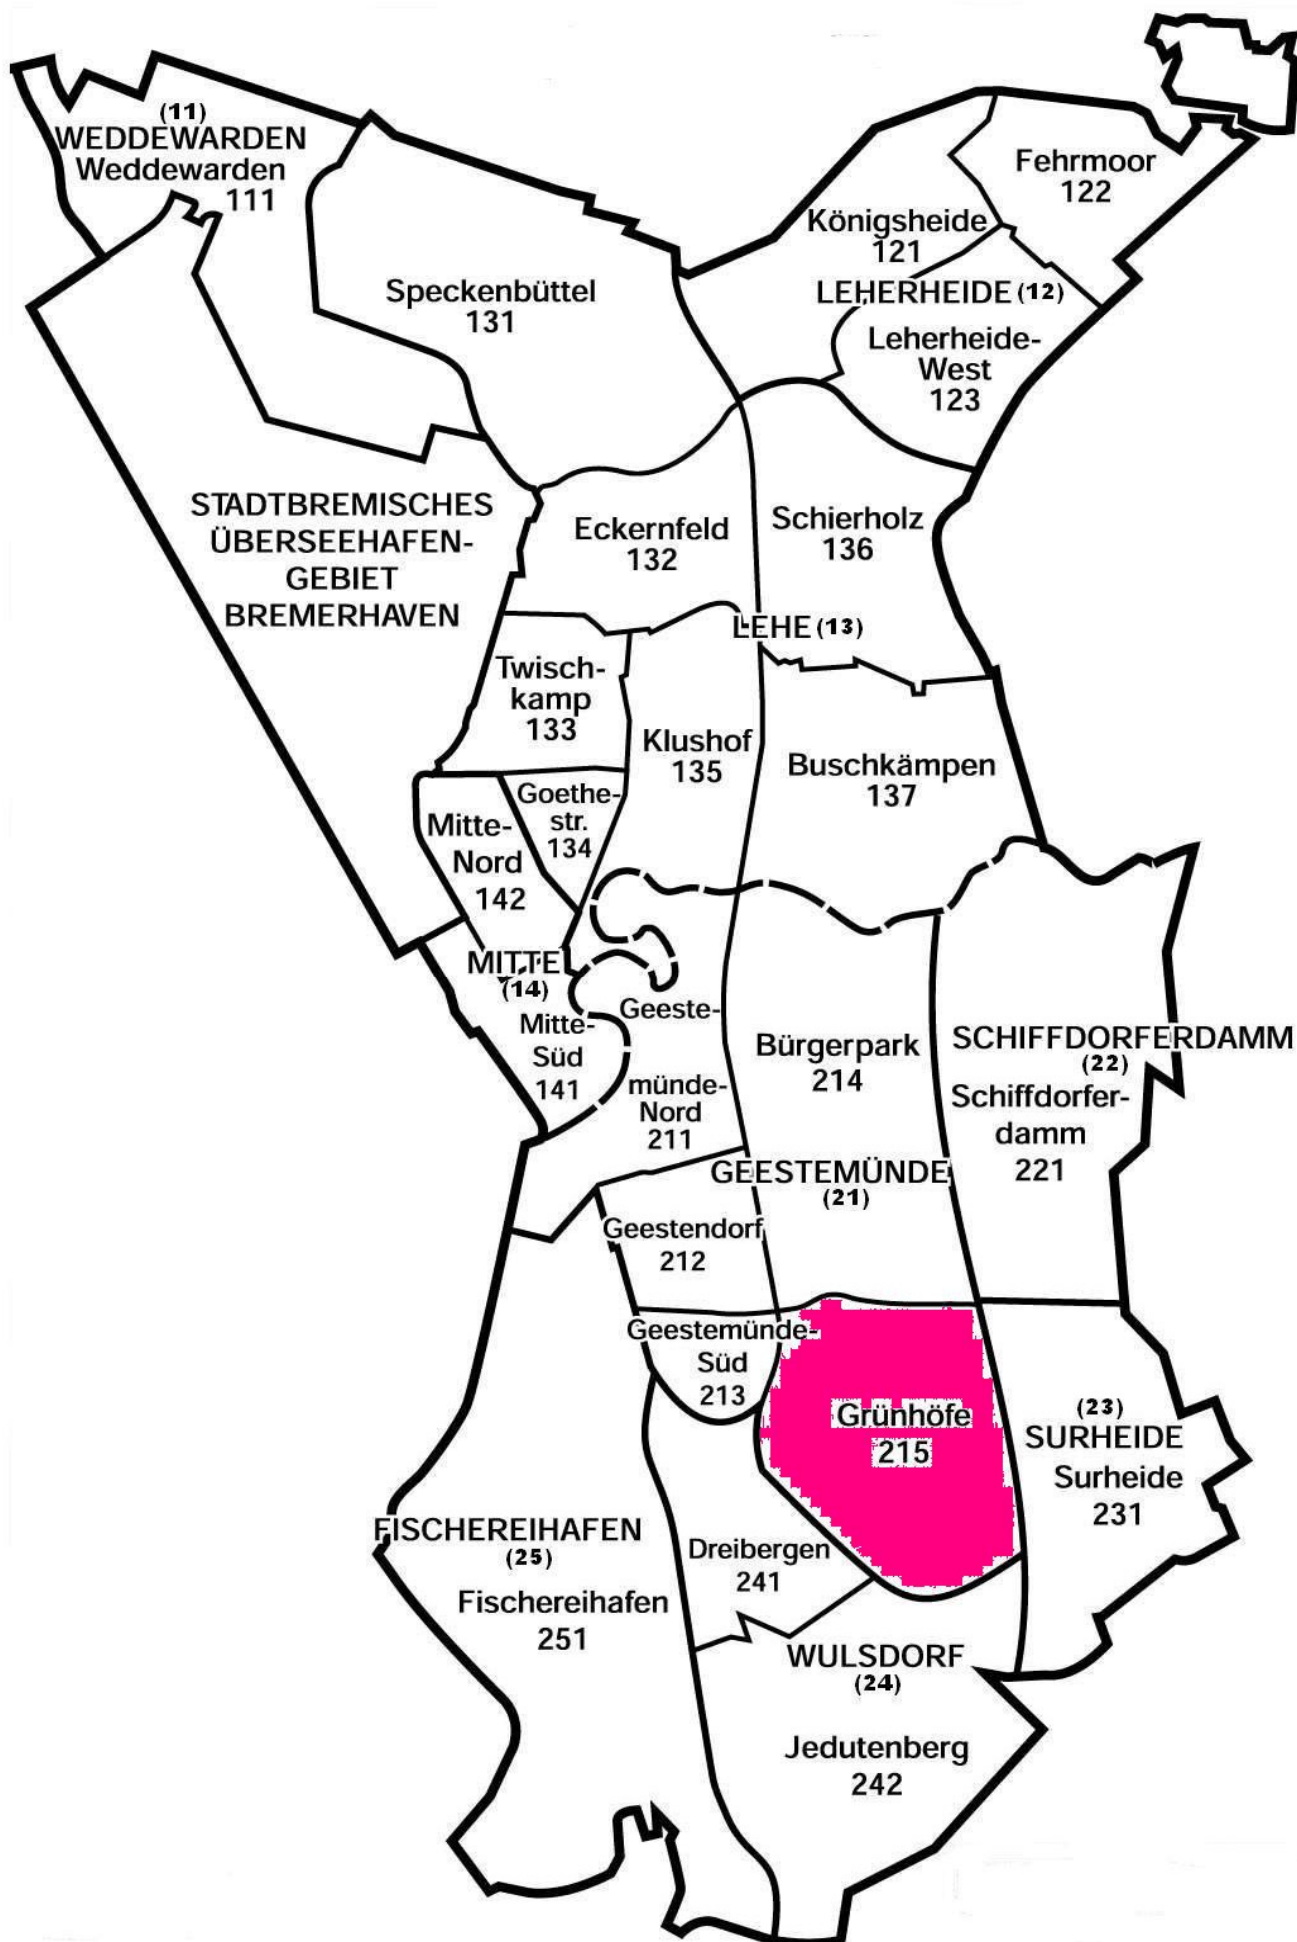 (11)
WEDDEWARDEN
Weddewarden
111
Fehrmoor
122
Königsheide
121
LEHERHEIDE (12)
Speckenbüttel
131
Leherheide-
West
123
STADTBREMISCHES
ÜBERSEEHAFEN-
GEBIET
BREMERHAVEN
Eckernfeld
132
Schierholz
136
LEHE (13)
Twisch-
kamp
133
Klushof
135
Buschkämpen
137
Goethe-
str.
134
Mitte-
Nord
142
MITTE
(14)
Mitte-
Süd
141
Geeste-
münde-
Nord
211
Bürgerpark
214
SCHIFFDORFERDAMM
(22)
Schiffdorfer-
damm
221
GEESTEMÜNDE
(21)
Geestendorf
212
Geestemünde-
Süd
213
Grünhöfe
215
(23)
SURHEIDE
Surheide
231
FISCHEREIHAFEN
(25)
Fischereihafen
251
Dreibergen
241
WULSDORF
(24)
Jedutenberg
242